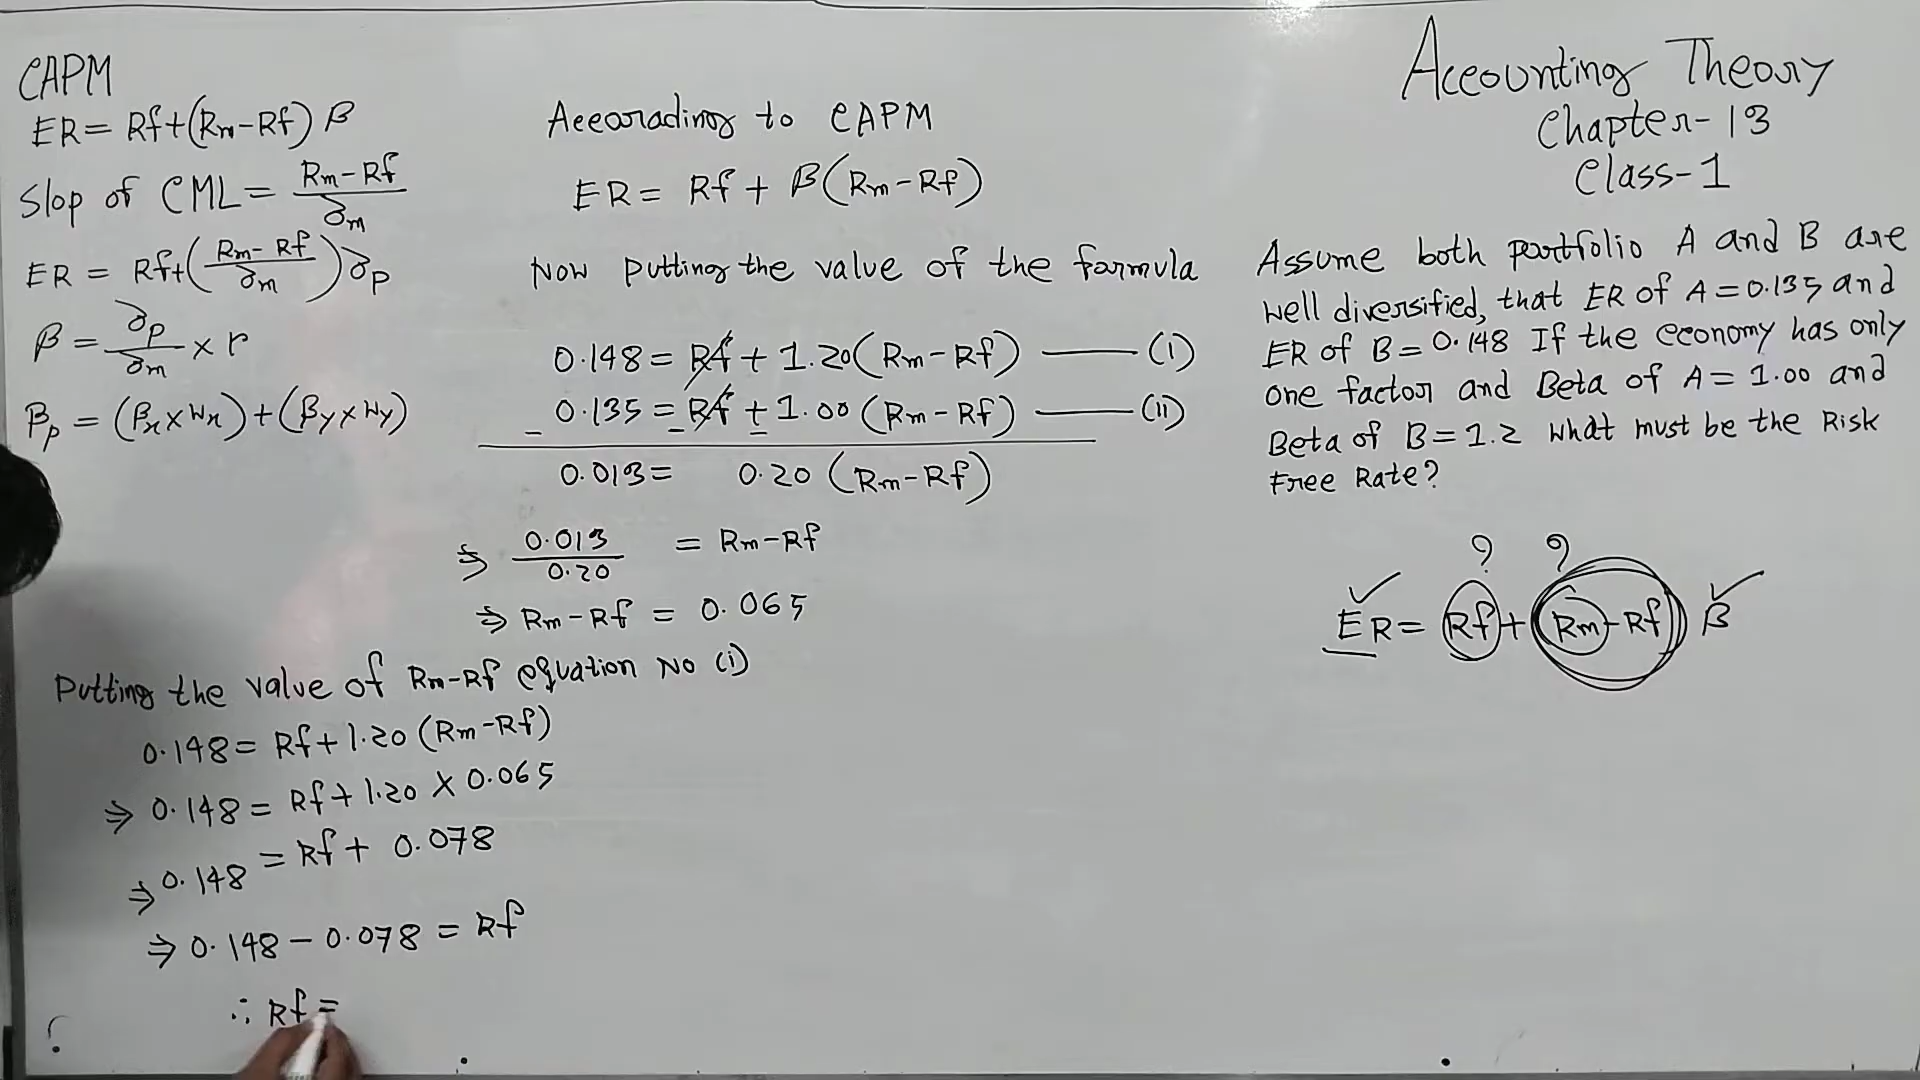 CAPM
ER = Rf+(Rm-Rf) β
Slop of CML = Rm-Rf / δm
ER = Rf+(Rm-Rf / δm)δp
β = δp / δm × r
βp = (βx×Wx)+(βy×Wy)
Aeearading to CAPM
ER = Rf + β(Rm-Rf)
Now putting the value of the formula
0.148 = Rf + 1.20(Rm-Rf) —— (i)
0.135 = Rf + 1.00 (Rm-Rf) —— (ii)
- - -
0.013 = 0.20 (Rm-Rf)
⇒ 0.013 / 0.20 = Rm-Rf
⇒ Rm-Rf = 0.065
Putting the value of Rm-Rf equation No (i)
0.148 = Rf + 1.20 (Rm-Rf)
⇒ 0.148 = Rf + 1.20 × 0.065
⇒ 0.148 = Rf + 0.078
⇒ 0.148 - 0.078 = Rf
∴ Rf =
Accounting Theory
Chapter-13
Class-1
Assume both portfolio A and B are
well diversified, that ER of A = 0.135 and
ER of B = 0.148 If the economy has only
one factor and Beta of A = 1.00 and
Beta of B = 1.2 what must be the Risk
Free Rate?
? ?
ER = Rf + (Rm-Rf) β